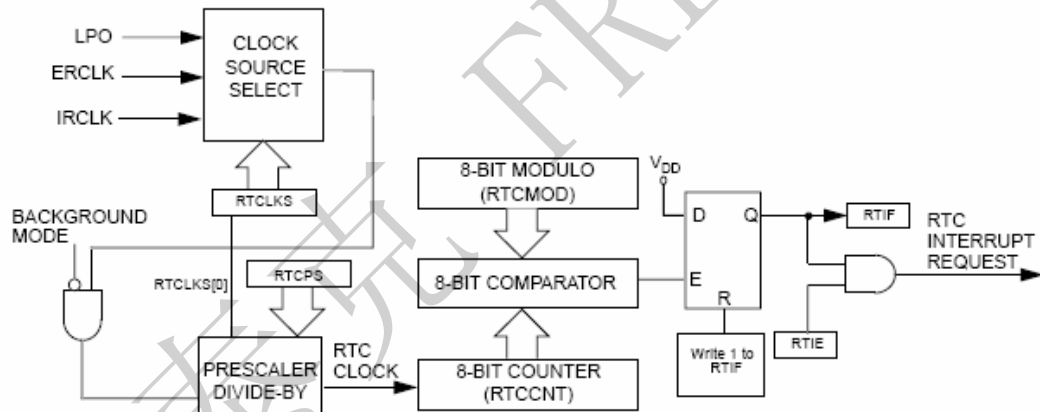 LPO
ERCLK
IRCLK
CLOCK
SOURCE
SELECT
RTCLKS
BACKGROUND
MODE
RTCLKS[0]
RTCPS
PRESCALER
DIVIDE-BY
RTC
CLOCK
8-BIT MODULO
(RTCMOD)
8-BIT COMPARATOR
8-BIT COUNTER
(RTCCNT)
VDD
D
Q
E
R
Write 1 to
RTIF
RTIF
RTIE
RTC
INTERRUPT
REQUEST